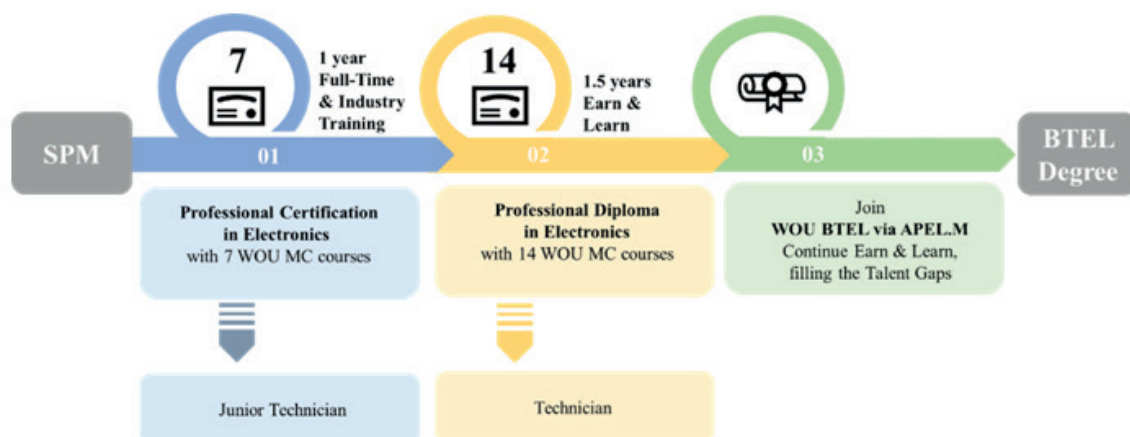 SPM
7
1 year
Full-Time
& Industry
Training
01
Professional Certification
in Electronics
with 7 WOU MC courses
Junior Technician
14
1.5 years
Earn &
Learn
02
Professional Diploma
in Electronics
with 14 WOU MC courses
Technician
03
Join
WOU BTEL via APEL.M
Continue Earn & Learn,
filling the Talent Gaps
BTEL
Degree